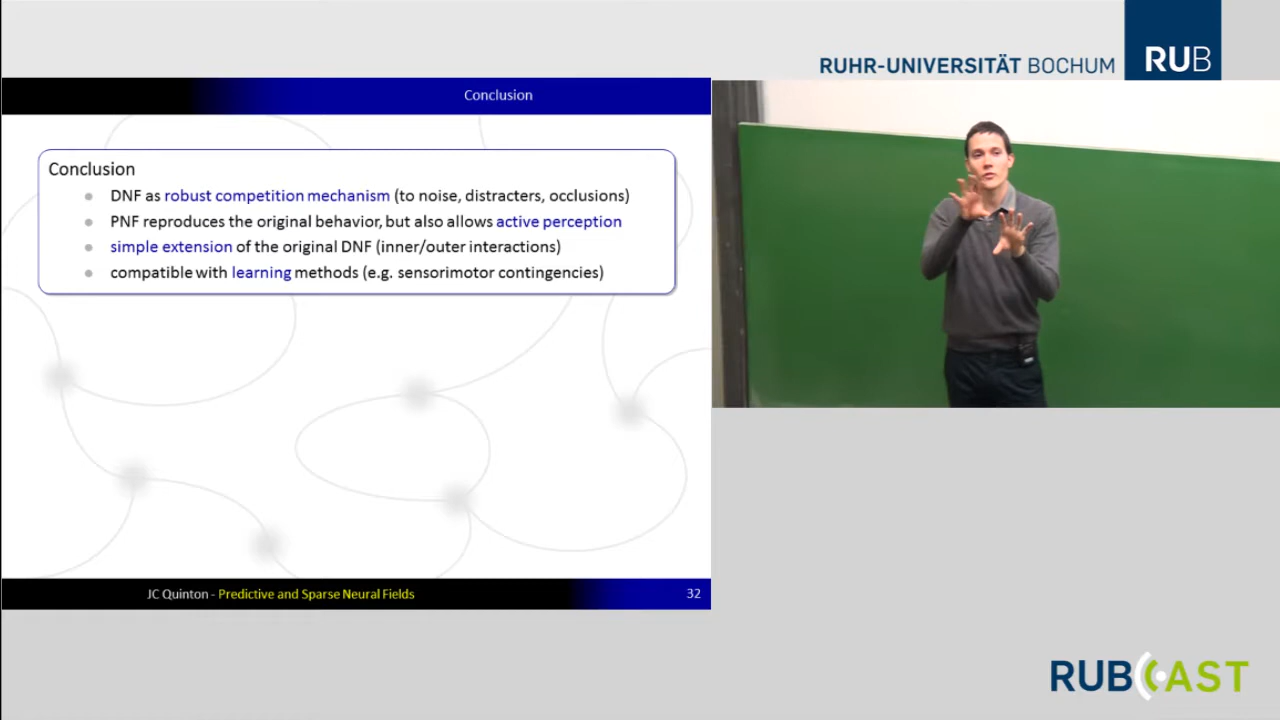 RUHR-UNIVERSITÄT BOCHUM
RUB
Conclusion
Conclusion
DNF as robust competition mechanism (to noise, distracters, occlusions)
PNF reproduces the original behavior, but also allows active perception
simple extension of the original DNF (inner/outer interactions)
compatible with learning methods (e.g. sensorimotor contingencies)
JC Quinton - Predictive and Sparse Neural Fields
32
RUBCAST